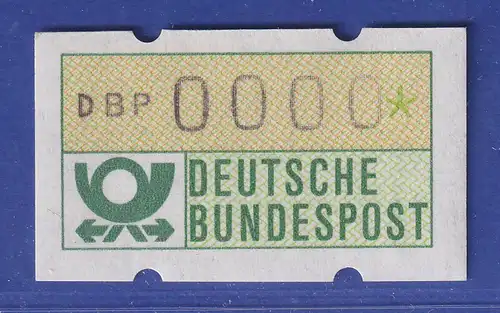 DBP 0000*
DEUTSCHE
BUNDESPOST